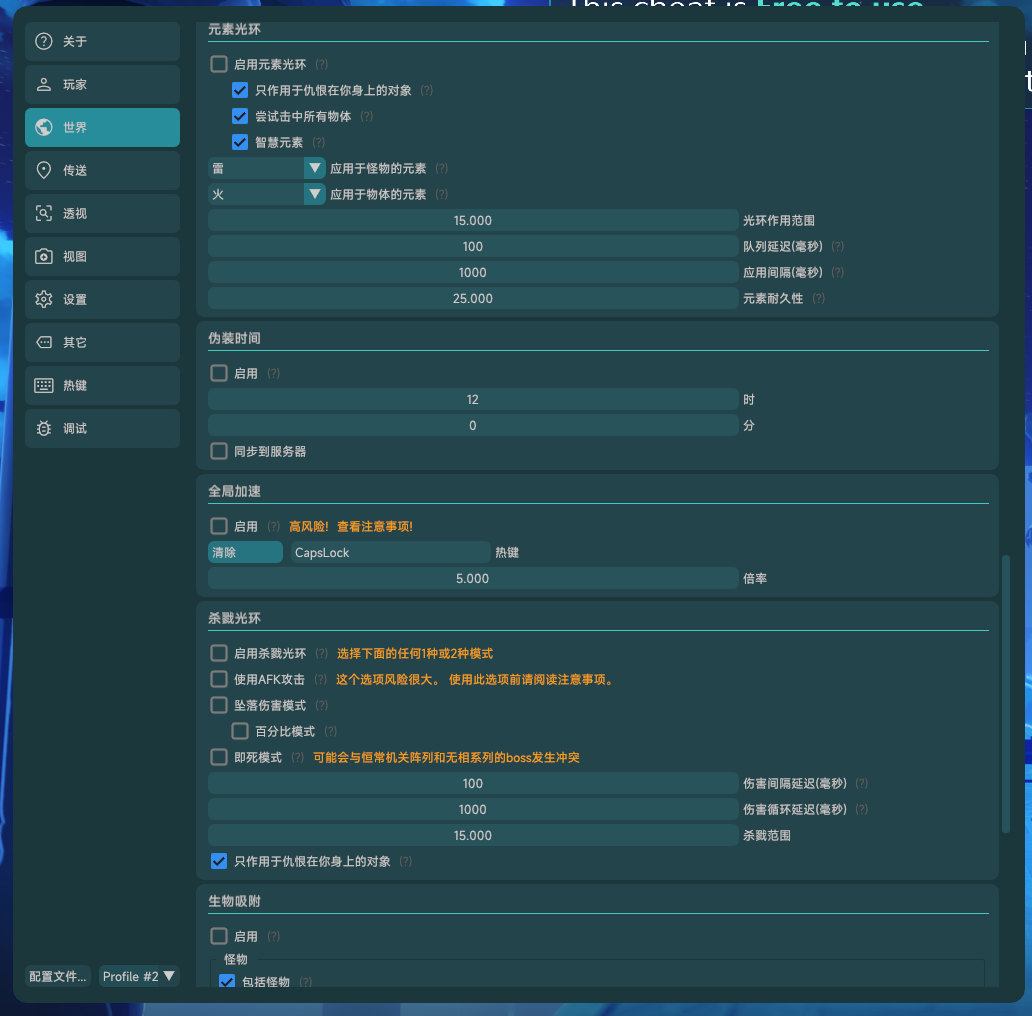 This cheat is Free to use
关于
玩家
世界
传送
透视
视图
设置
其它
热键
调试
配置文件... Profile #2
元素光环
启用元素光环 (?)
只作用于仇恨在你身上的对象 (?)
尝试击中所有物体 (?)
智慧元素 (?)
雷 应用于怪物的元素 (?)
火 应用于物体的元素 (?)
15.000 光环作用范围
100 队列延迟(毫秒) (?)
1000 应用间隔(毫秒) (?)
25.000 元素耐久性 (?)
伪装时间
启用 (?)
12 时
0 分
同步到服务器
全局加速
启用 (?) 高风险! 查看注意事项!
清除 CapsLock 热键
5.000 倍率
杀戮光环
启用杀戮光环 (?) 选择下面的任何1种或2种模式
使用AFK攻击 (?) 这个选项风险很大。 使用此选项前请阅读注意事项。
坠落伤害模式 (?)
百分比模式 (?)
即死模式 (?) 可能会与恒常机关阵列和无相系列的boss发生冲突
100 伤害间隔延迟(毫秒) (?)
1000 伤害循环延迟(毫秒) (?)
15.000 杀戮范围
只作用于仇恨在你身上的对象 (?)
生物吸附
启用 (?)
怪物
包括怪物 (?)